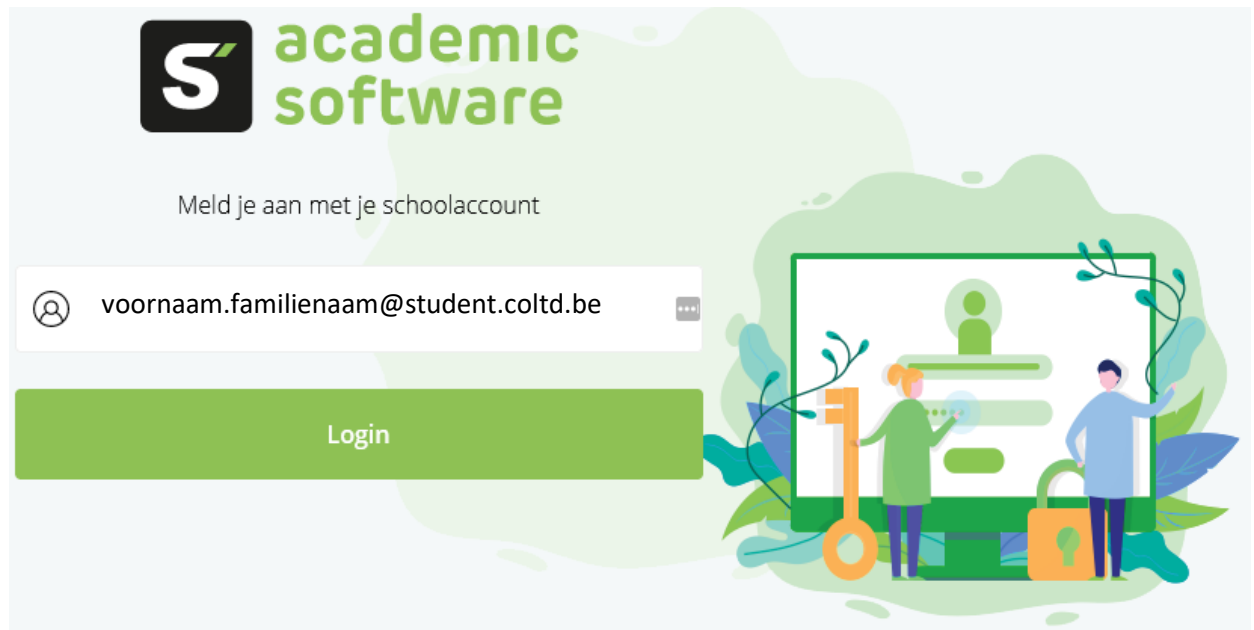 academic
software
Meld je aan met je schoolaccount
voornaam.familienaam@student.coltd.be
Login